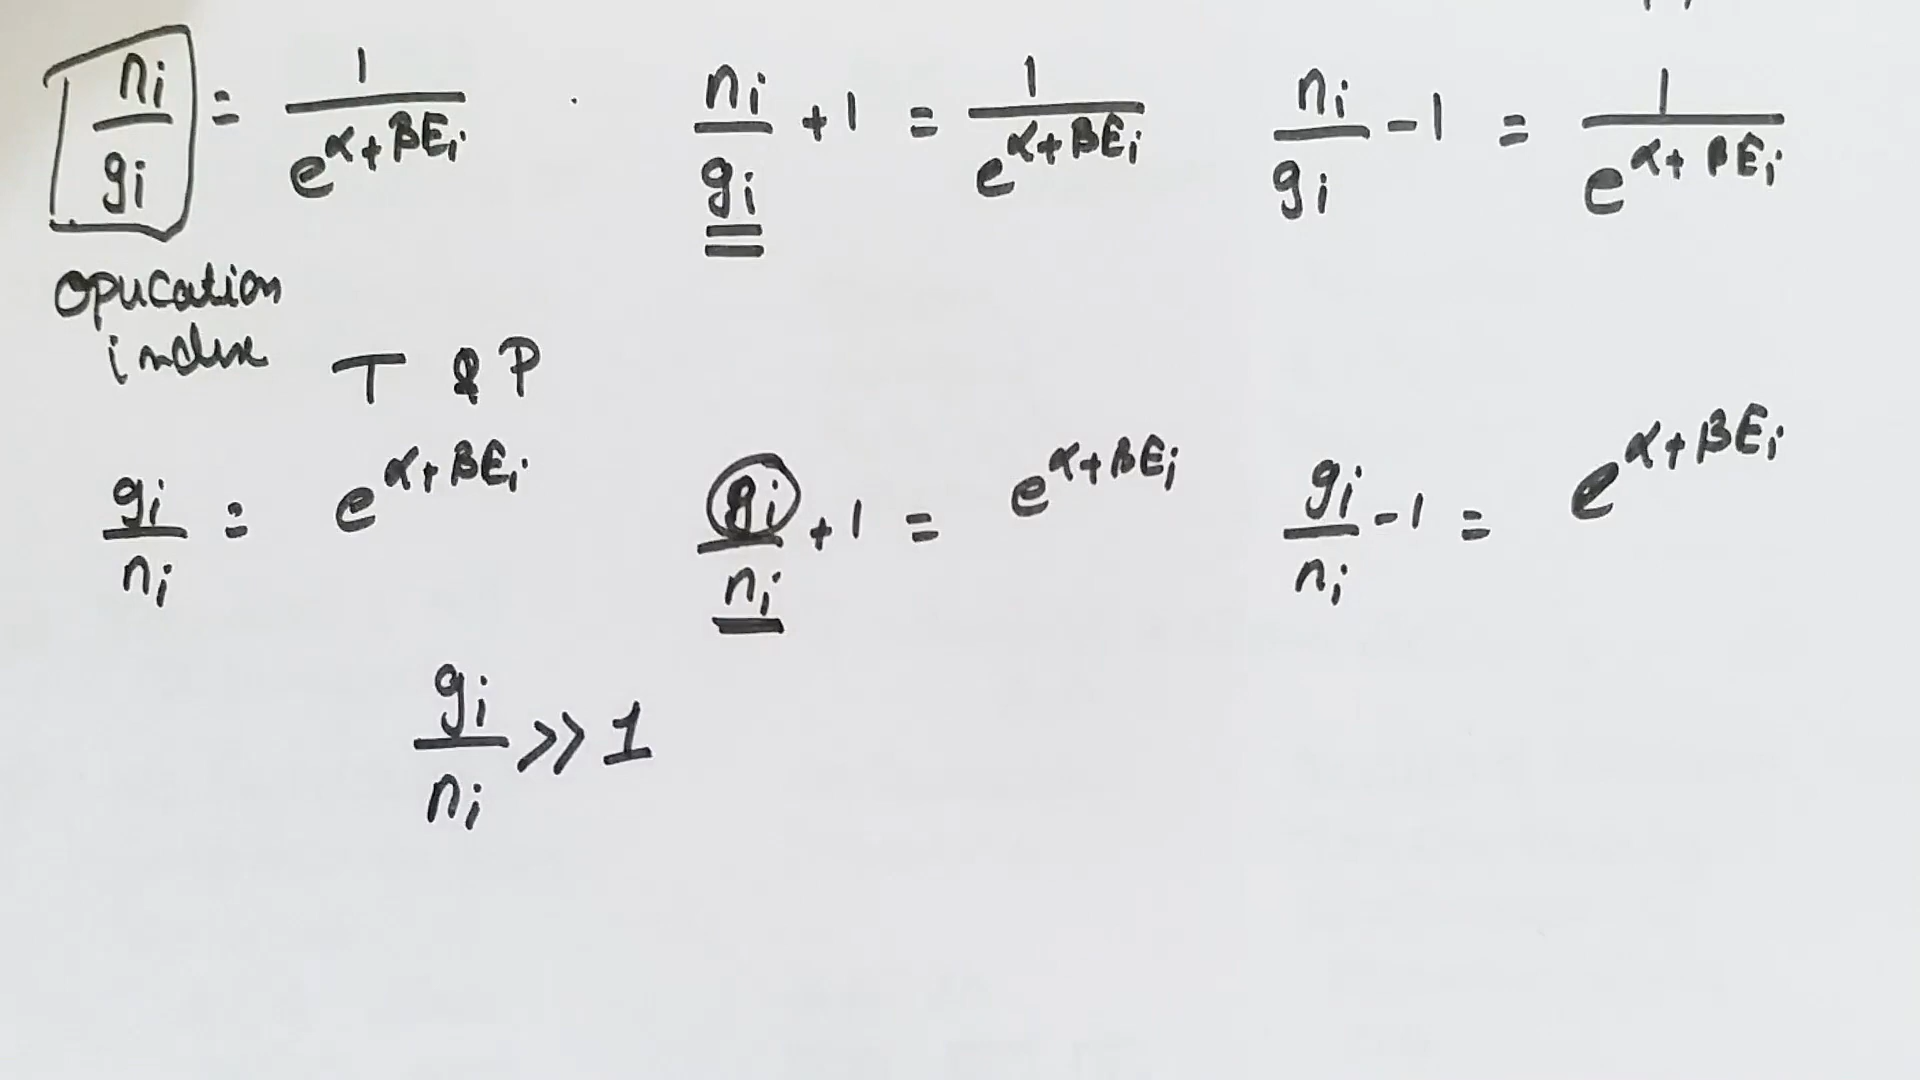 ni/gi = 1/e^α+βEi    ni/gi + 1 = 1/e^α+βEi    ni/gi - 1 = 1/e^α+βEi
opucation
index
T & P
gi/ni = e^α+βEi    gi/ni + 1 = e^α+βEi    gi/ni - 1 = e^α+βEi
gi/ni >> 1